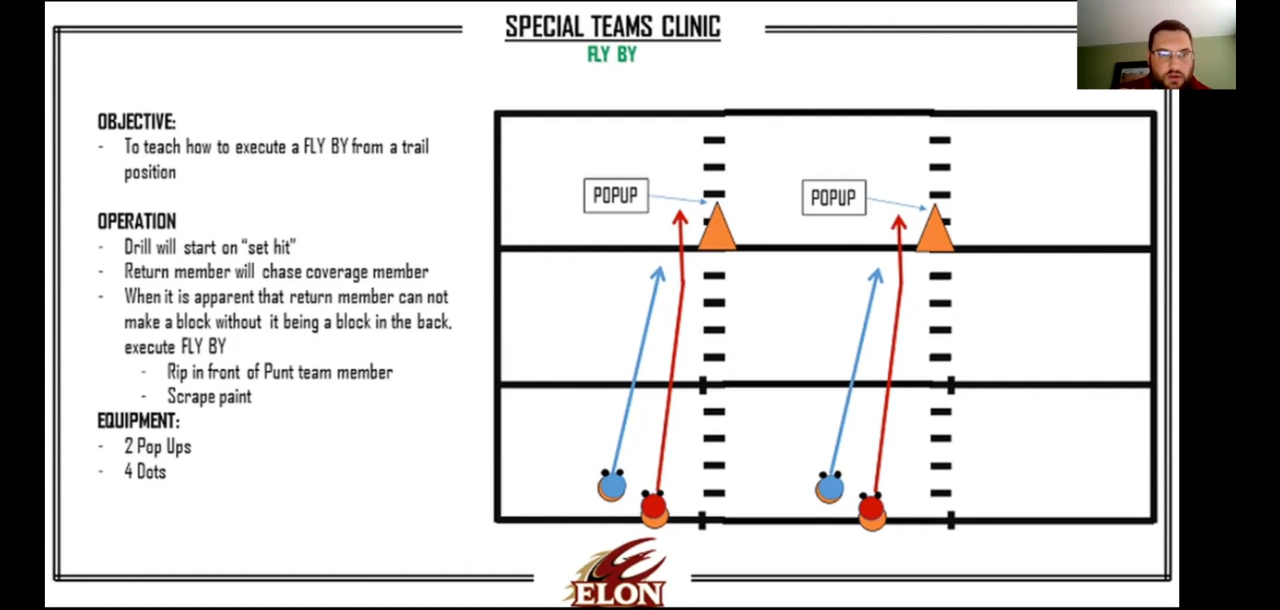 SPECIAL TEAMS CLINIC
FLY BY
OBJECTIVE:
- To teach how to execute a FLY BY from a trail
position
OPERATION
- Drill will start on "set hit"
- Return member will chase coverage member
- When it is apparent that return member can not
make a block without it being a block in the back.
execute FLY BY
- Rip in front of Punt team member
- Scrape paint
EQUIPMENT:
- 2 Pop Ups
- 4 Dots
POPUP
POPUP
ELON